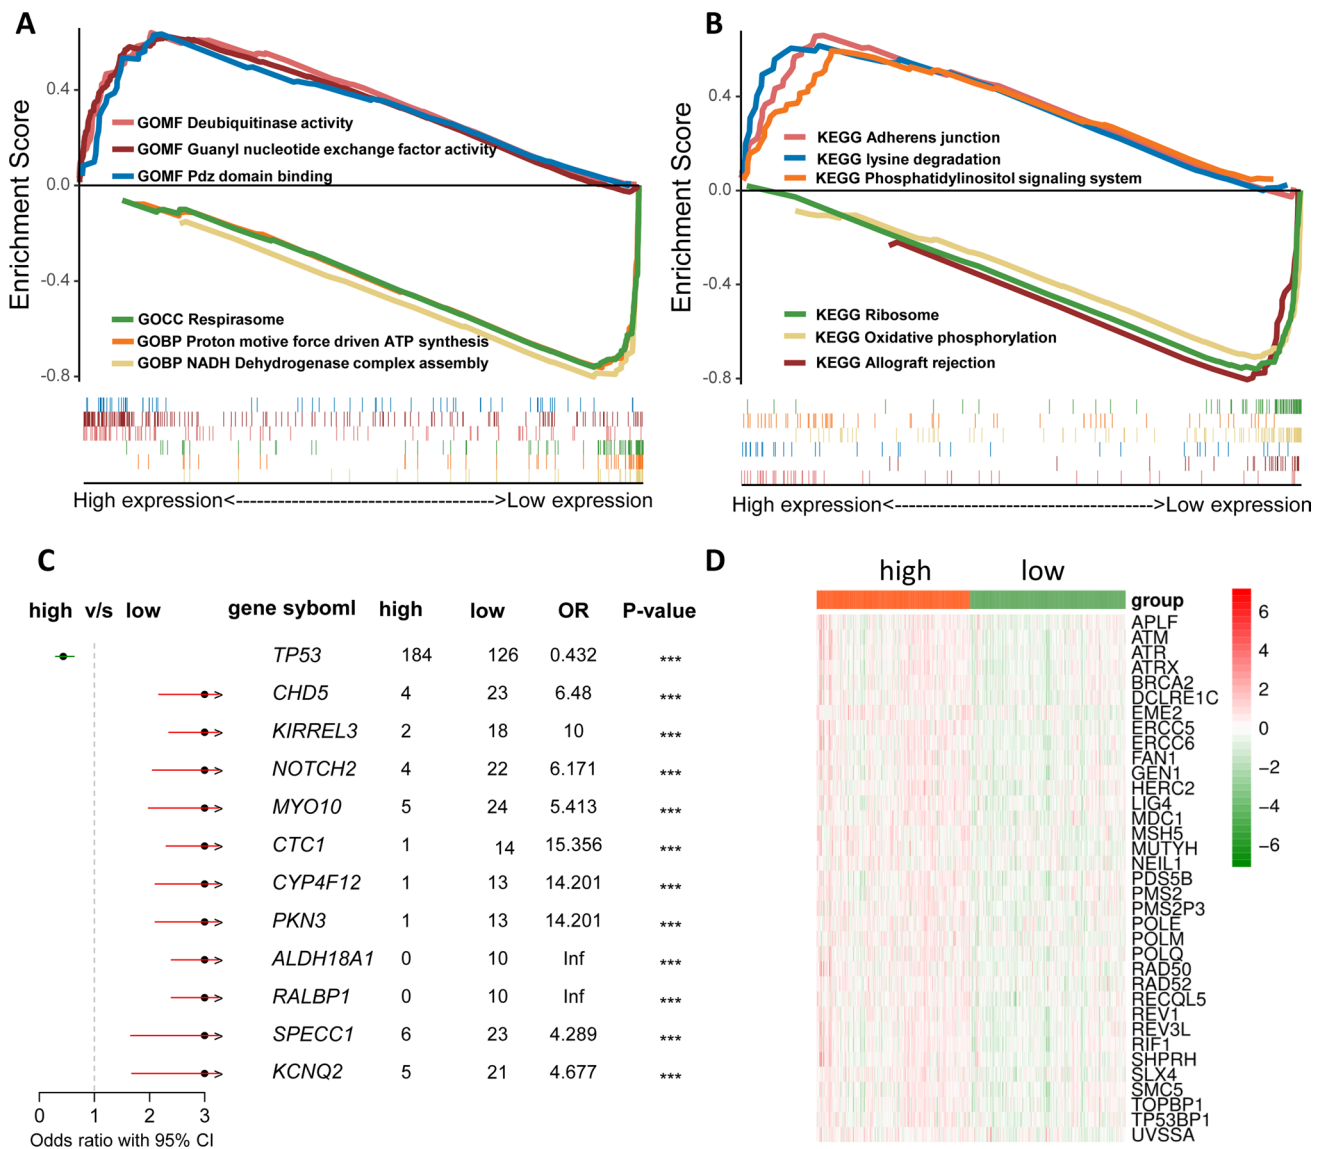 A
Enrichment Score
0.4
0.0
-0.4
-0.8
GOMF Deubiquitinase activity
GOMF Guanyl nucleotide exchange factor activity
GOMF Pdz domain binding
GOCC Respirasome
GOBP Proton motive force driven ATP synthesis
GOBP NADH Dehydrogenase complex assembly
High expression<----------------------------------->Low expression
B
Enrichment Score
0.4
0.0
-0.4
-0.8
KEGG Adherens junction
KEGG lysine degradation
KEGG Phosphatidylinositol signaling system
KEGG Ribosome
KEGG Oxidative phosphorylation
KEGG Allograft rejection
High expression<----------------------------------->Low expression
C
high v/s low gene syboml high low OR P-value
TP53 184 126 0.432 ***
CHD5 4 23 6.48 ***
KIRREL3 2 18 10 ***
NOTCH2 4 22 6.171 ***
MYO10 5 24 5.413 ***
CTC1 1 14 15.356 ***
CYP4F12 1 13 14.201 ***
PKN3 1 13 14.201 ***
ALDH18A1 0 10 Inf ***
RALBP1 0 10 Inf ***
SPECC1 6 23 4.289 ***
KCNQ2 5 21 4.677 ***
0 1 2 3
Odds ratio with 95% CI
D
high low
group
APLF
ATM
ATR
ATRX
BRCA2
DCLRE1C
EME2
ERCC5
ERCC6
FAN1
GEN1
HERC2
LIG4
MDC1
MSH5
MUTYH
NEIL1
PDS5B
PMS2
PMS2P3
POLE
POLM
POLQ
RAD50
RAD52
RECQL5
REV1
REV3L
RIF1
SHPRH
SLX4
SMC5
TOPBP1
TP53BP1
UVSSA
6
4
2
0
−2
−4
−6